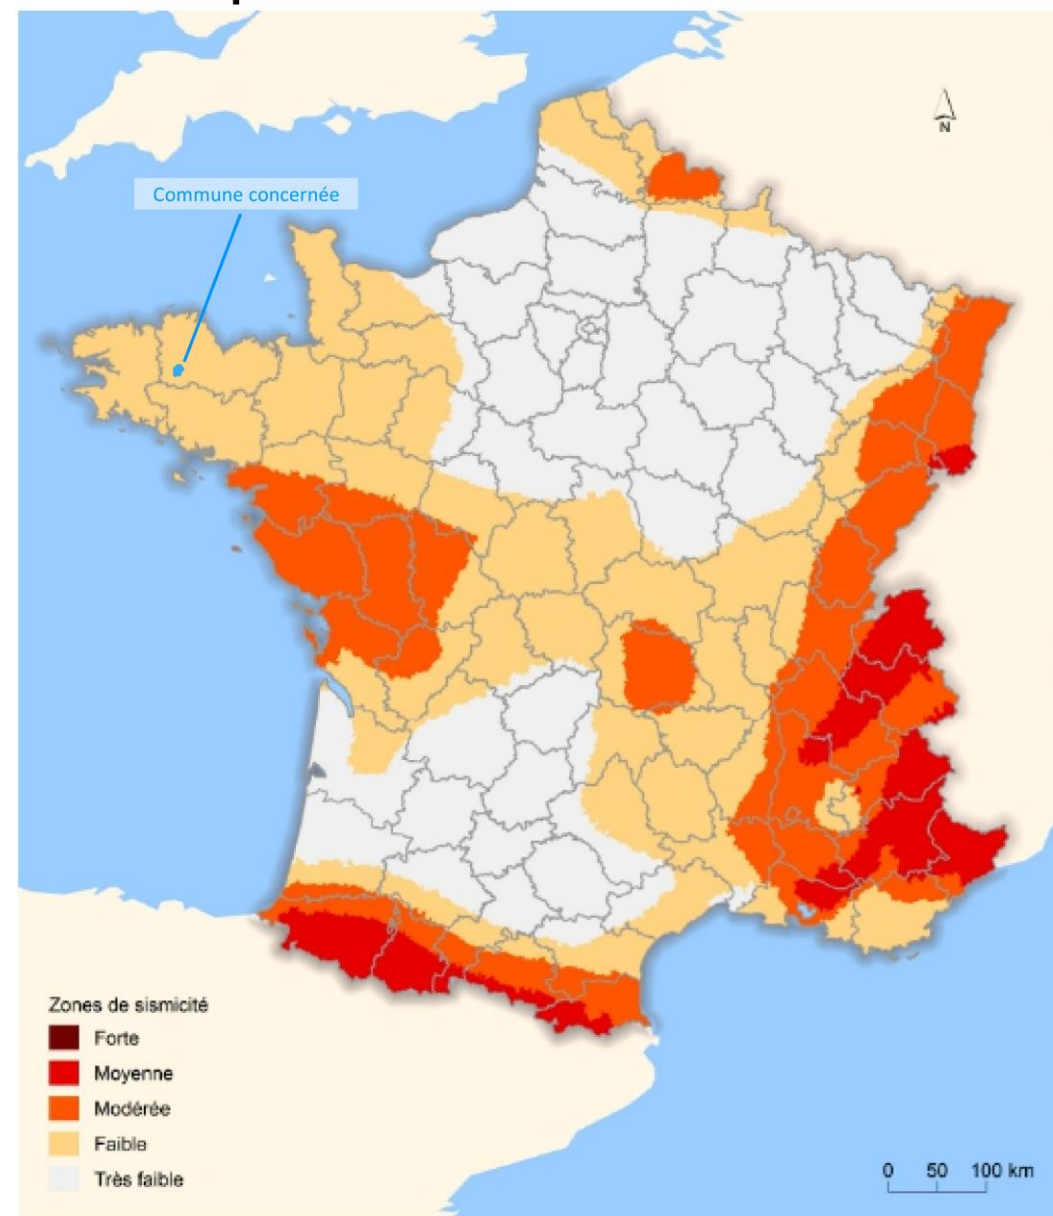 Commune concernée
N
Zones de sismicité
Forte
Moyenne
Modérée
Faible
Très faible
0 50 100 km